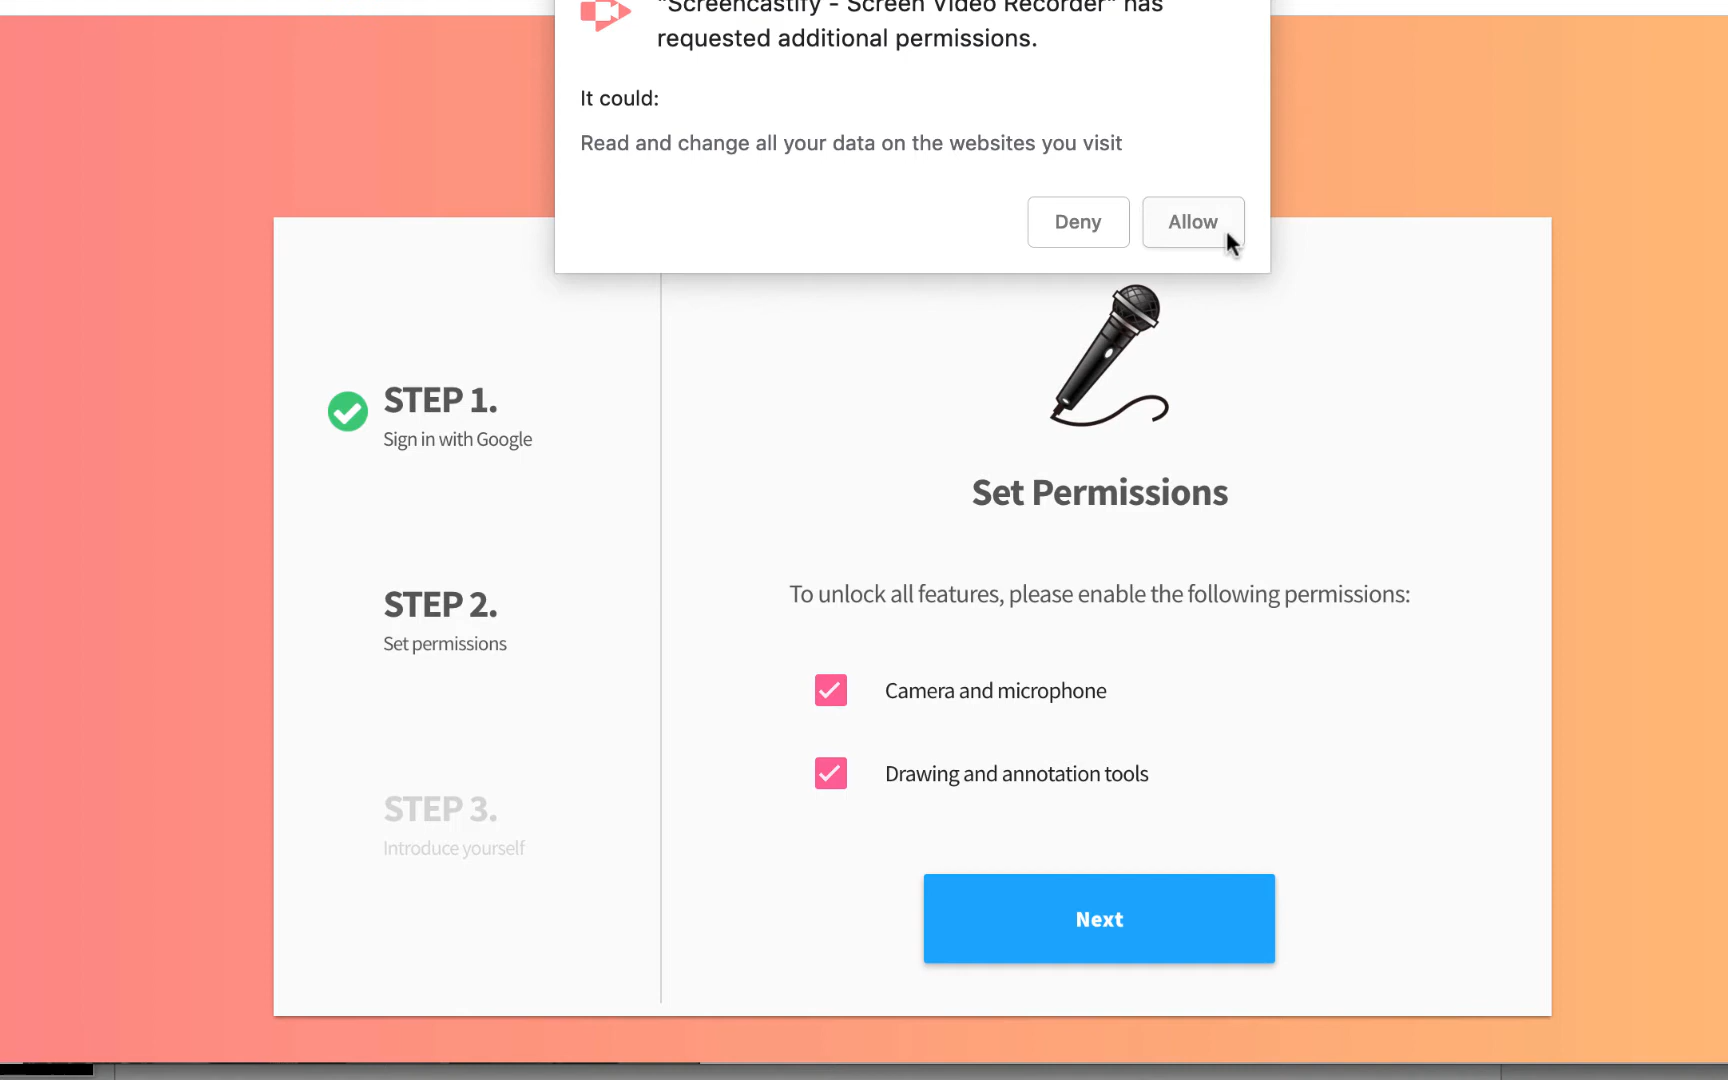 "Screencastify - Screen Video Recorder" has
requested additional permissions.
It could:
Read and change all your data on the websites you visit
Deny
Allow
STEP 1.
Sign in with Google
STEP 2.
Set permissions
STEP 3.
Introduce yourself
Set Permissions
To unlock all features, please enable the following permissions:
Camera and microphone
Drawing and annotation tools
Next